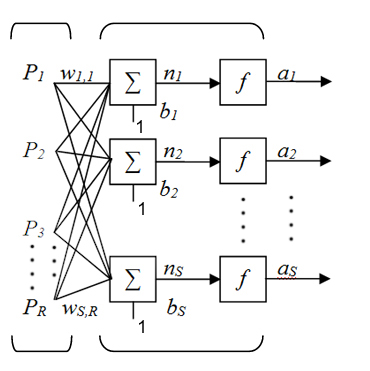 P1 w1,1 ∑ n1 f a1
1 b1
P2 ∑ n2 f a2
1 b2
P3
PR wS,R ∑ nS f aS
1 bS